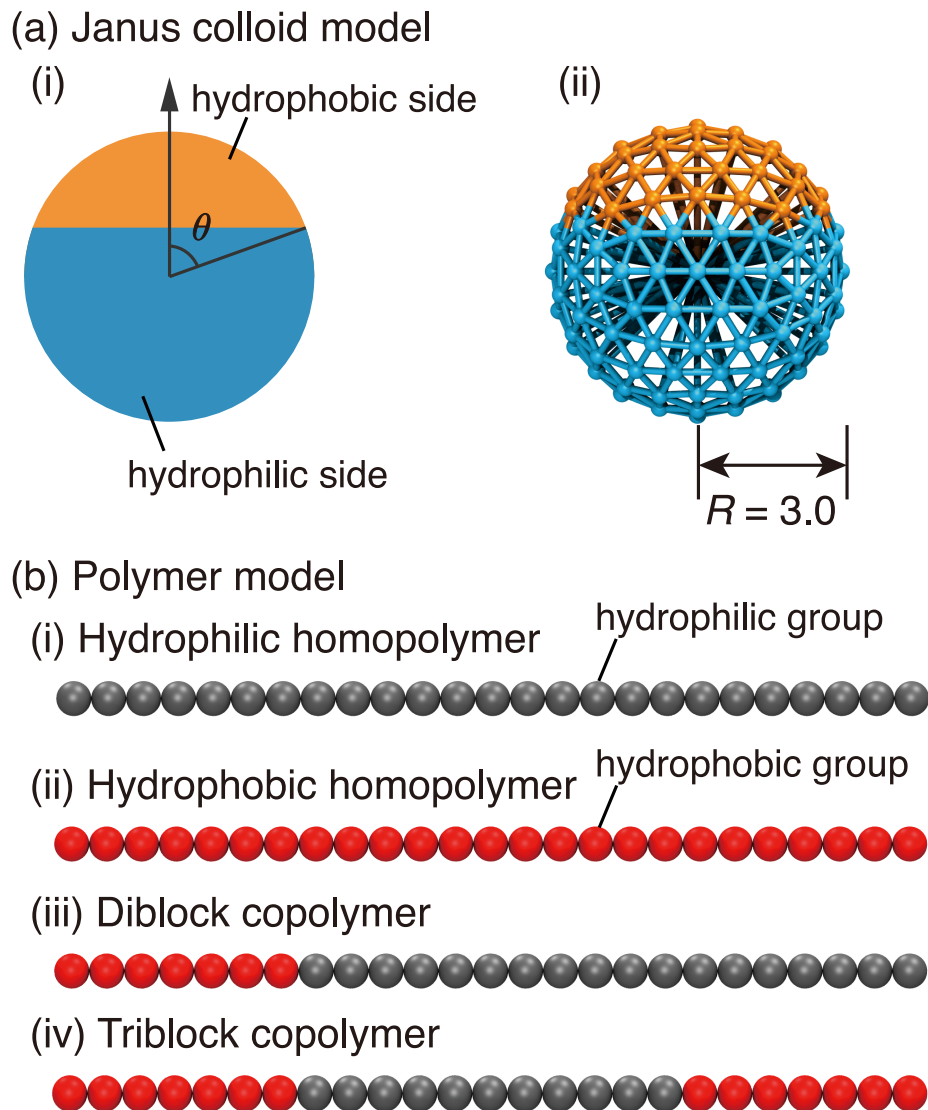 (a) Janus colloid model
(i)
hydrophobic side
θ
hydrophilic side
(ii)
R = 3.0
(b) Polymer model
(i) Hydrophilic homopolymer
hydrophilic group
(ii) Hydrophobic homopolymer
hydrophobic group
(iii) Diblock copolymer
(iv) Triblock copolymer